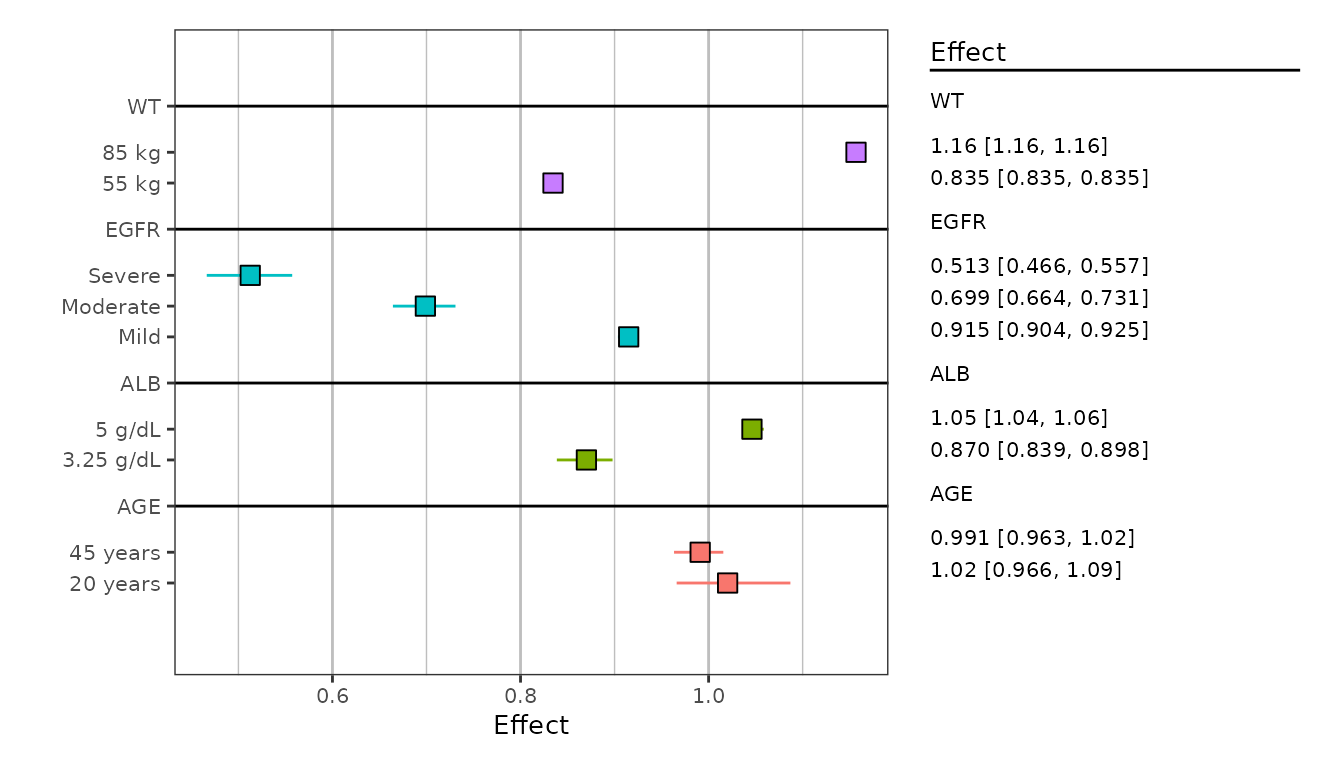 WT
85 kg
55 kg
EGFR
Severe
Moderate
Mild
ALB
5 g/dL
3.25 g/dL
AGE
45 years
20 years
0.6 0.8 1.0
Effect
Effect
WT
1.16 [1.16, 1.16]
0.835 [0.835, 0.835]
EGFR
0.513 [0.466, 0.557]
0.699 [0.664, 0.731]
0.915 [0.904, 0.925]
ALB
1.05 [1.04, 1.06]
0.870 [0.839, 0.898]
AGE
0.991 [0.963, 1.02]
1.02 [0.966, 1.09]